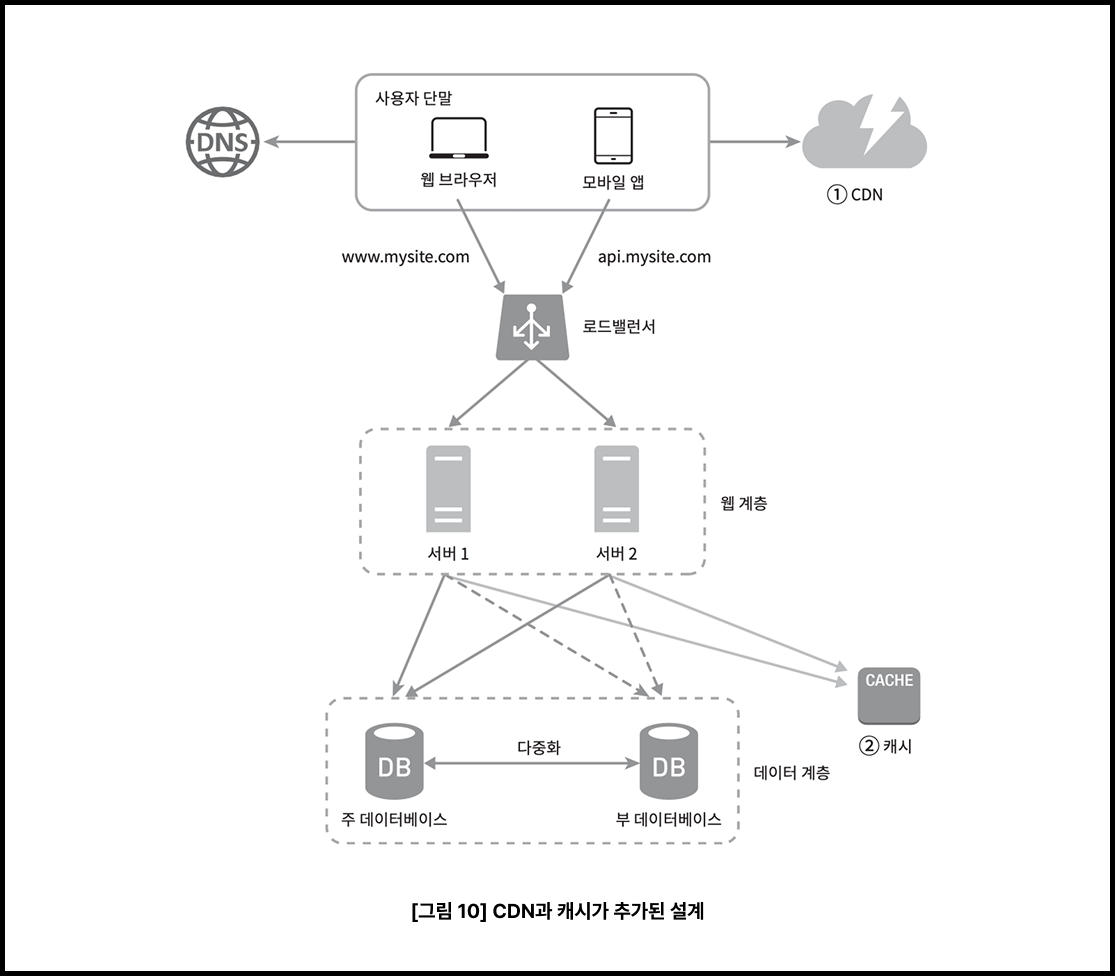 사용자 단말
DNS
웹 브라우저
모바일 앱
① CDN
www.mysite.com
api.mysite.com
로드밸런서
웹 계층
서버 1
서버 2
CACHE
② 캐시
다중화
DB
DB
데이터 계층
주 데이터베이스
부 데이터베이스
[그림 10] CDN과 캐시가 추가된 설계